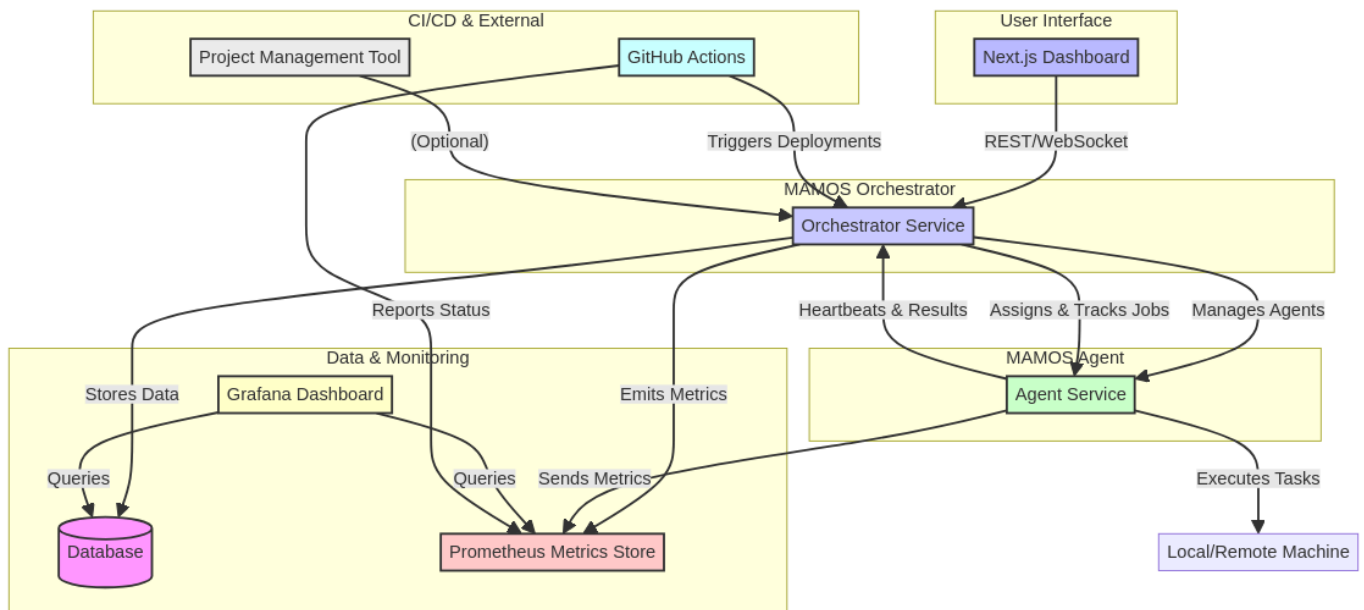 CI/CD & External
User Interface
Project Management Tool
GitHub Actions
Next.js Dashboard
(Optional)
Triggers Deployments
REST/WebSocket
MAMOS Orchestrator
Orchestrator Service
Reports Status
Heartbeats & Results
Assigns & Tracks Jobs
Manages Agents
Data & Monitoring
MAMOS Agent
Stores Data
Grafana Dashboard
Emits Metrics
Agent Service
Queries
Queries
Sends Metrics
Executes Tasks
Database
Prometheus Metrics Store
Local/Remote Machine